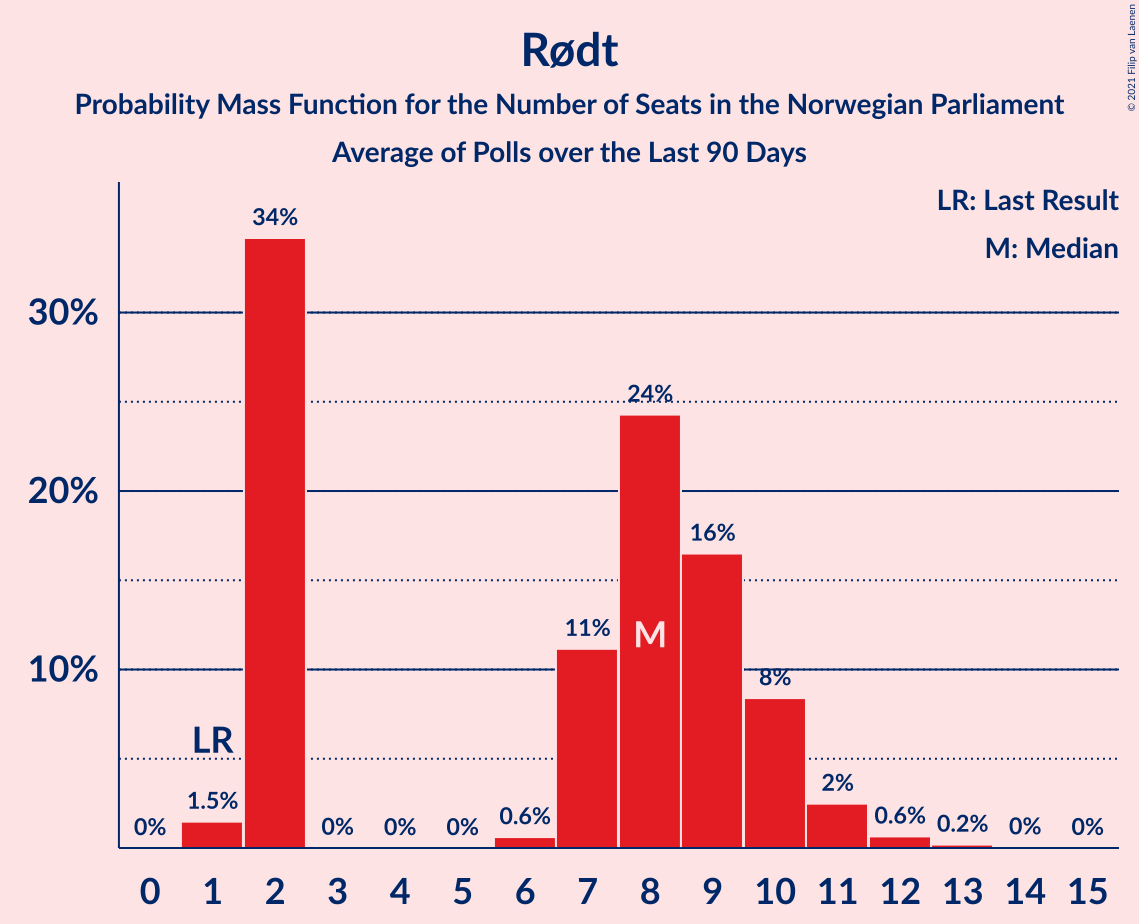 Rødt
Probability Mass Function for the Number of Seats in the Norwegian Parliament
Average of Polls over the Last 90 Days
© 2021 Filip van Laenen
LR: Last Result
M: Median
34%
30%
24%
20%
16%
11%
M
10%
8%
LR
1.5%
2%
0%
0%
0%
0%
0.6%
0.6%
0.2%
0%
0%
0 1 2 3 4 5 6 7 8 9 10 11 12 13 14 15